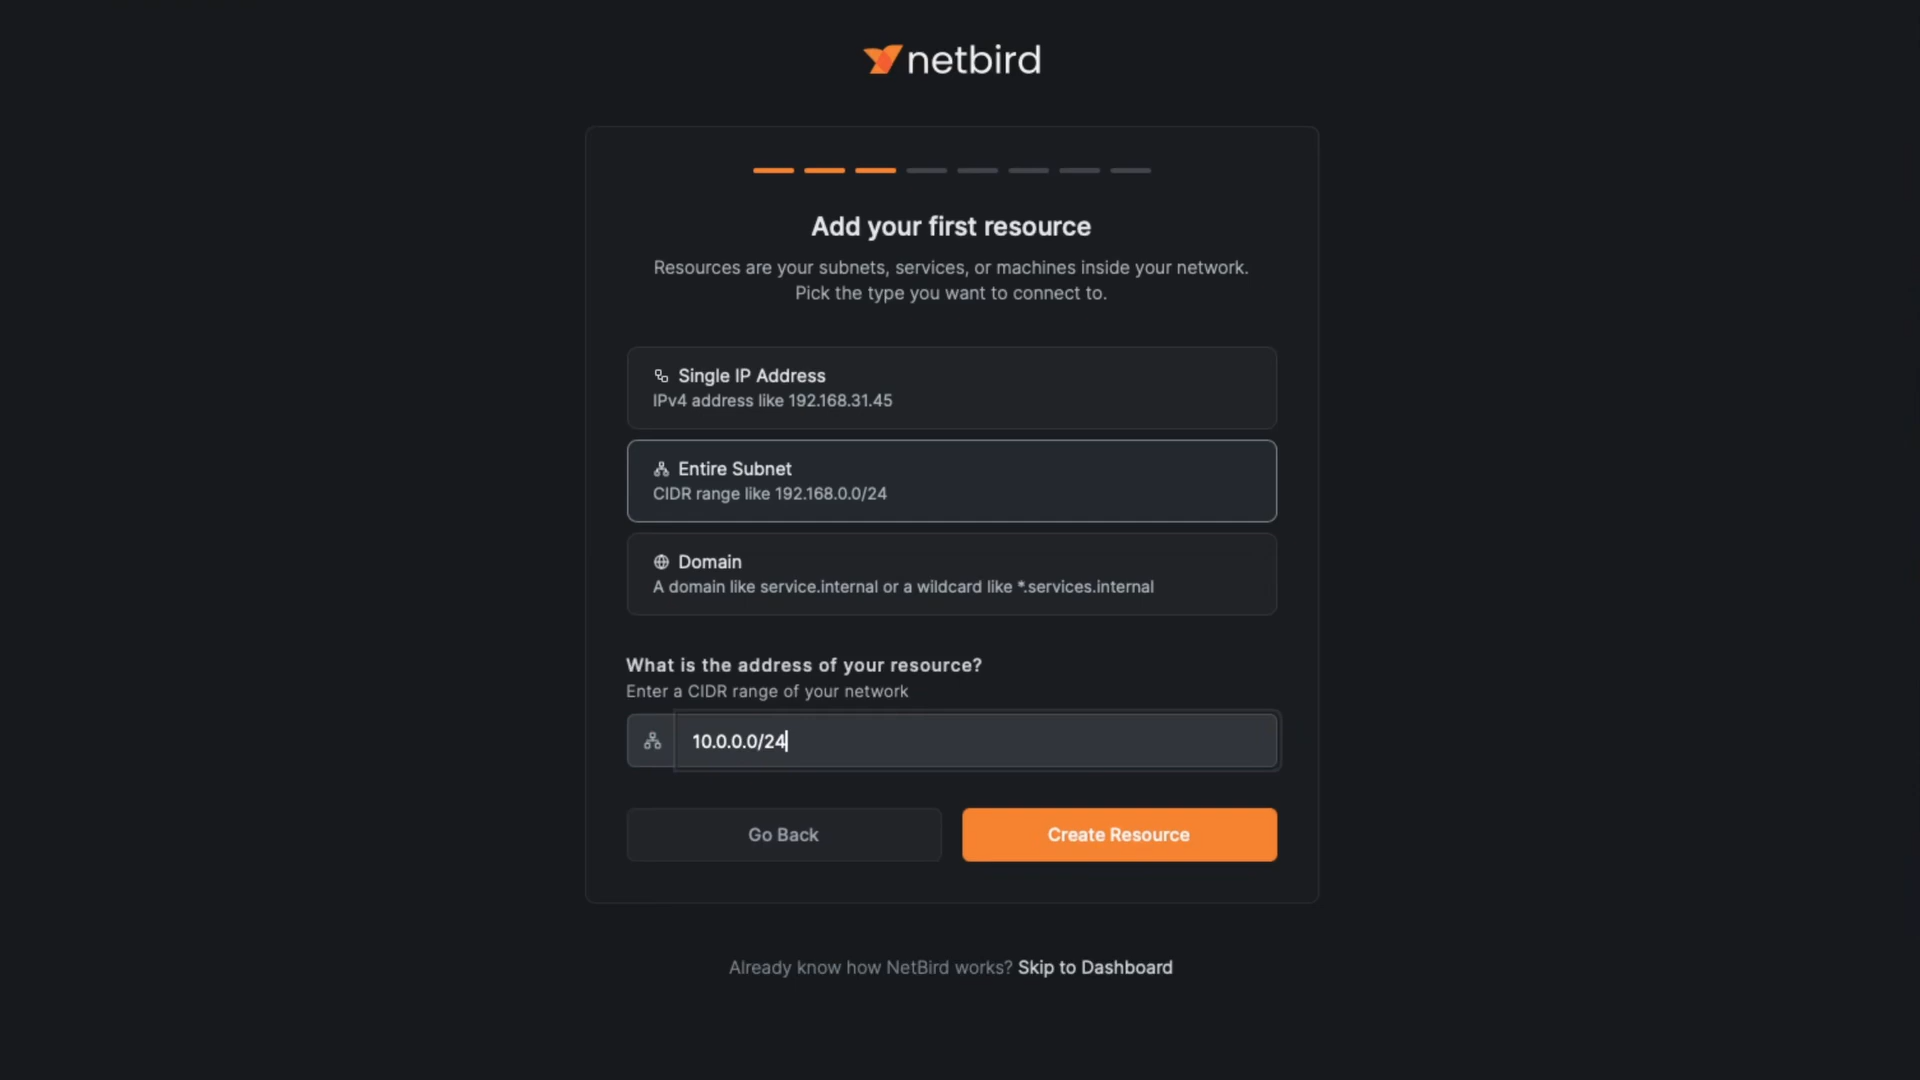 netbird
Add your first resource
Resources are your subnets, services, or machines inside your network.
Pick the type you want to connect to.
Single IP Address
IPv4 address like 192.168.31.45
Entire Subnet
CIDR range like 192.168.0.0/24
Domain
A domain like service.internal or a wildcard like *.services.internal
What is the address of your resource?
Enter a CIDR range of your network
10.0.0.0/24
Go Back
Create Resource
Already know how NetBird works? Skip to Dashboard